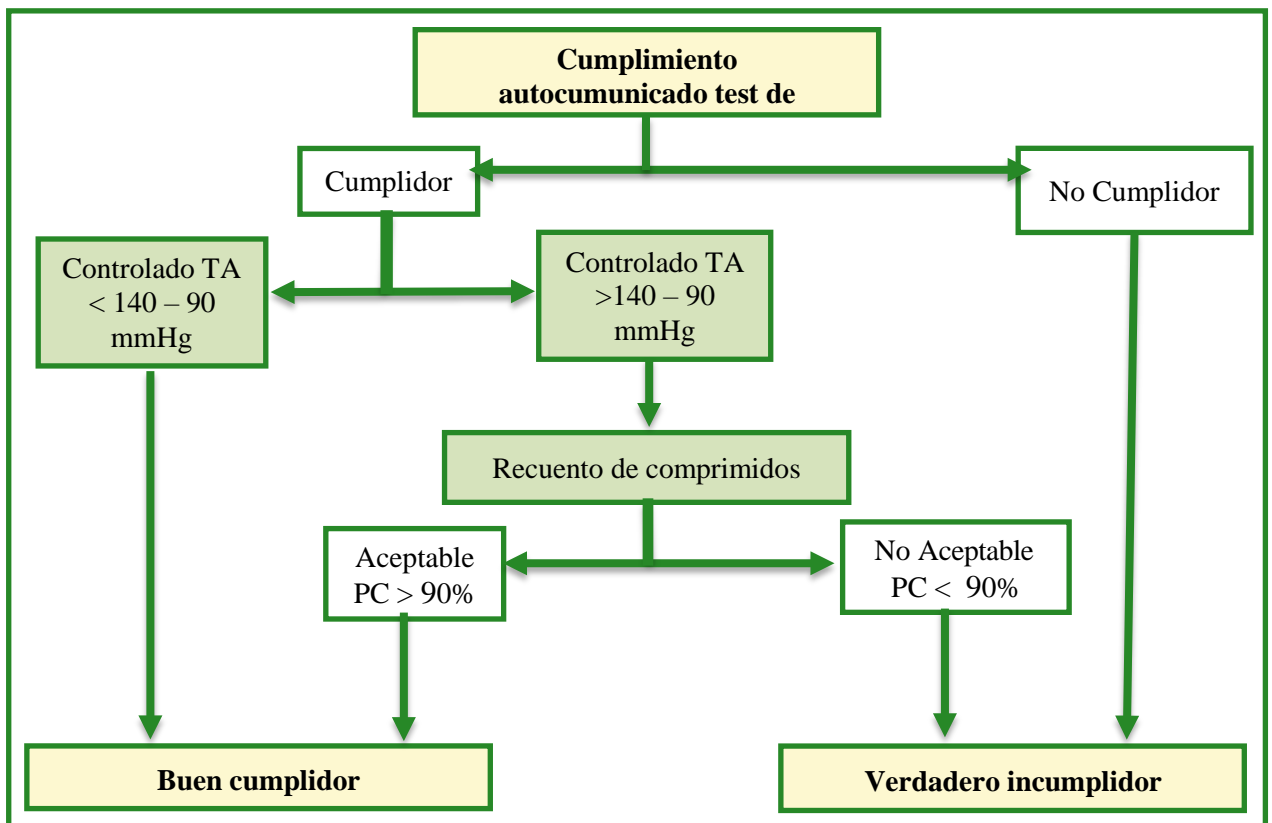 Cumplimiento
autocumunicado test de
Cumplidor
No Cumplidor
Controlado TA
< 140 – 90
mmHg
Controlado TA
>140 – 90
mmHg
Recuento de comprimidos
Aceptable
PC > 90%
No Aceptable
PC < 90%
Buen cumplidor
Verdadero incumplidor